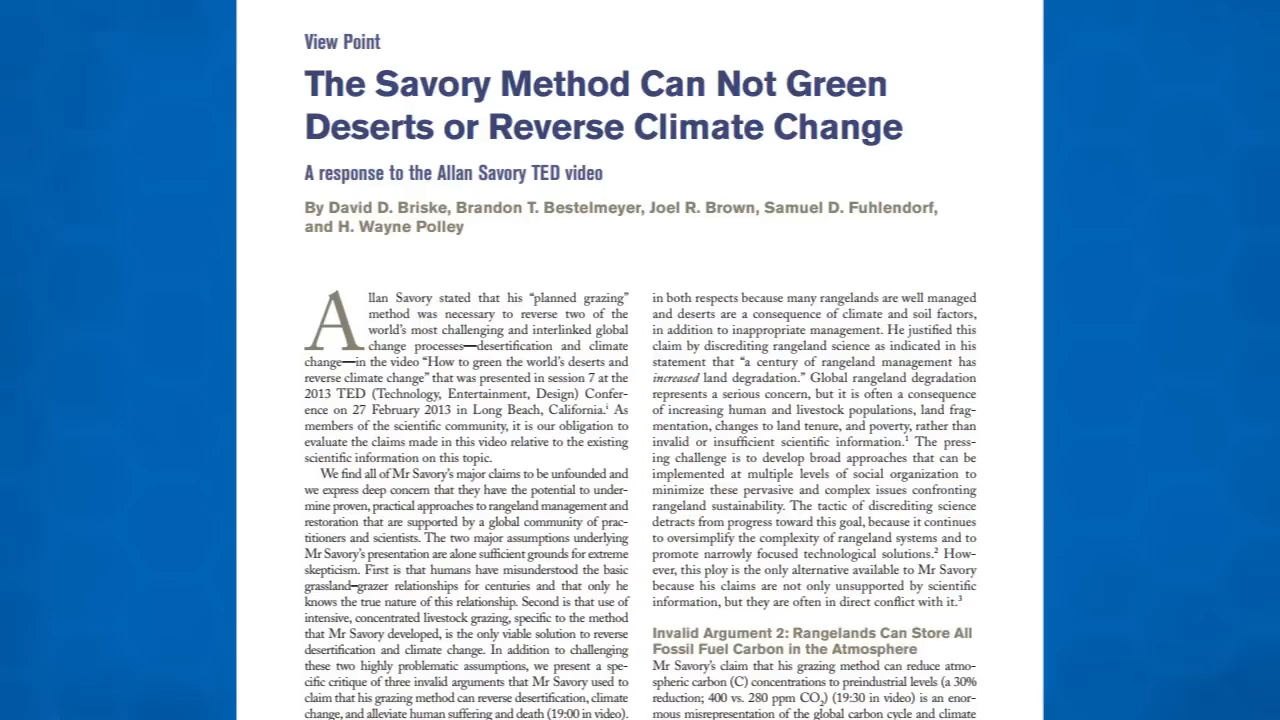 View Point
The Savory Method Can Not Green
Deserts or Reverse Climate Change
A response to the Allan Savory TED video
By David D. Briske, Brandon T. Bestelmeyer, Joel R. Brown, Samuel D. Fuhlendorf,
and H. Wayne Polley
Allan Savory stated that his “planned grazing”
method was necessary to reverse two of the
world’s most challenging and interlinked global
change processes—desertification and climate
change—in the video “How to green the world’s deserts and
reverse climate change” that was presented in session 7 at the
2013 TED (Technology, Entertainment, Design) Confer-
ence on 27 February 2013 in Long Beach, California.i As
members of the scientific community, it is our obligation to
evaluate the claims made in this video relative to the existing
scientific information on this topic.
We find all of Mr Savory’s major claims to be unfounded and
we express deep concern that they have the potential to under-
mine proven, practical approaches to rangeland management and
restoration that are supported by a global community of prac-
titioners and scientists. The two major assumptions underlying
Mr Savory’s presentation are alone sufficient grounds for extreme
skepticism. First is that humans have misunderstood the basic
grassland–grazer relationships for centuries and that only he
knows the true nature of this relationship. Second is that use of
intensive, concentrated livestock grazing, specific to the method
that Mr Savory developed, is the only viable solution to reverse
desertification and climate change. In addition to challenging
these two highly problematic assumptions, we present a spe-
cific critique of three invalid arguments that Mr Savory used to
claim that his grazing method can reverse desertification, climate
change, and alleviate human suffering and death (19:00 in video).
in both respects because many rangelands are well managed
and deserts are a consequence of climate and soil factors,
in addition to inappropriate management. He justified this
claim by discrediting rangeland science as indicated in his
statement that “a century of rangeland management has
increased land degradation.” Global rangeland degradation
represents a serious concern, but it is often a consequence
of increasing human and livestock populations, land frag-
mentation, changes to land tenure, and poverty, rather than
invalid or insufficient scientific information.1 The press-
ing challenge is to develop broad approaches that can be
implemented at multiple levels of social organization to
minimize these pervasive and complex issues confronting
rangeland sustainability. The tactic of discrediting science
detracts from progress toward this goal, because it continues
to oversimplify the complexity of rangeland systems and to
promote narrowly focused technological solutions.2 How-
ever, this ploy is the only alternative available to Mr Savory
because his claims are not only unsupported by scientific
information, but they are often in direct conflict with it.3
Invalid Argument 2: Rangelands Can Store All
Fossil Fuel Carbon in the Atmosphere
Mr Savory’s claim that his grazing method can reduce atmo-
spheric carbon (C) concentrations to preindustrial levels (a 30%
reduction; 400 vs. 280 ppm CO2) (19:30 in video) is an enor-
mous misrepresentation of the global carbon cycle and climate